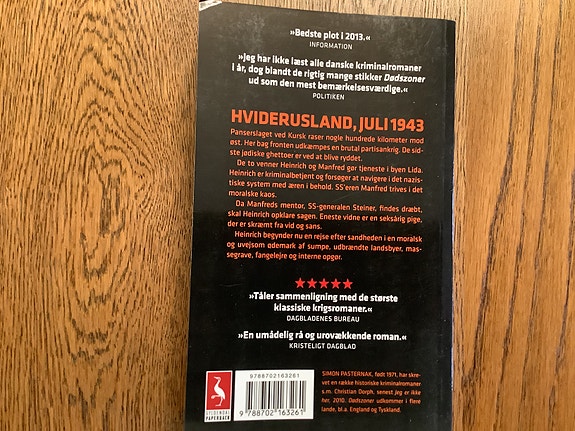 »Bedste plot i 2013.«
INFORMATION
»Jeg har ikke læst alle danske kriminalromaner
i år, dog blandt de rigtig mange stikker Dødszoner
ud som den mest bemærkelsesværdige.«
POLITIKEN
HVIDERUSLAND, JULI 1943
Panserslaget ved Kursk raser nogle hundrede kilometer mod
øst. Her bag fronten udkæmpes en brutal partisankrig. De sid-
ste jødiske ghettoer er ved at blive ryddet.
De to venner Heinrich og Manfred gør tjeneste i byen Lida.
Heinrich er kriminalbetjent og forsøger at navigere i det nazis-
tiske system med æren i behold. SS'eren Manfred trives i det
moralske kaos.
Da Manfreds mentor, SS-generalen Steiner, findes dræbt,
skal Heinrich opklare sagen. Eneste vidne er en seksårig pige,
der er skræmt fra vid og sans.
Heinrich begynder nu en rejse efter sandheden i en moralsk
og uvejsom ødemark af sumpe, udbrændte landsbyer, mas-
segrave, fangelejre og interne opgør.
»Tåler sammenligning med de største
klassiske krigsromaner.«
DAGBLADENES BUREAU
»En umådelig rå og urovækkende roman.«
KRISTELIGT DAGBLAD
9788702163261
9 788702 163261
GYLDENDAL
PAPERBACK
SIMON PASTERNAK, født 1971, har skre-
vet en række historiske kriminalromaner
s.m. Christian Dorph, senest Jeg er ikke
her, 2010. Dødszoner udkommer i flere
lande, bl.a. England og Tyskland.